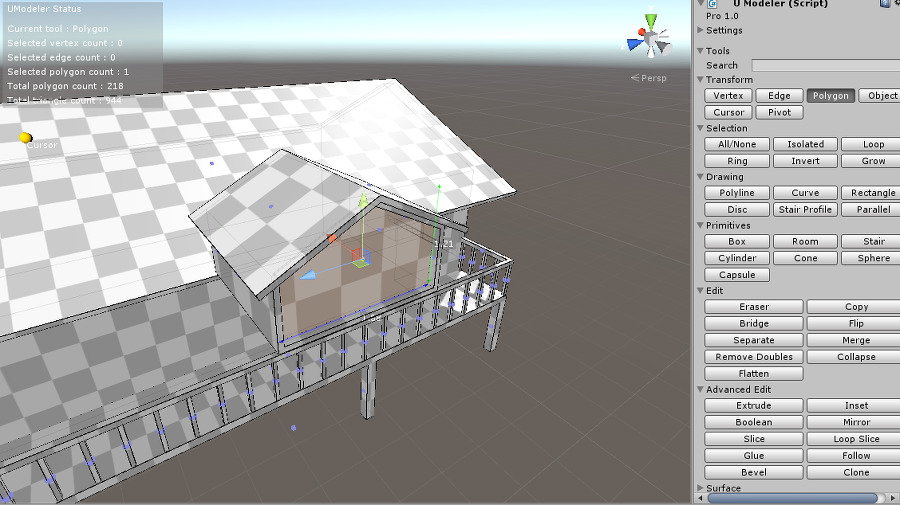 UModeler Status
Current tool : Polygon
Selected vertex count : 0
Selected edge count : 0
Selected polygon count : 1
Total polygon count : 218
Total triangle count : 944
Cursor
Persp
1.21
U Modeler (Script)
Pro 1.0
Settings
Tools
Search
Transform
Vertex Edge Polygon Object
Cursor Pivot
Selection
All/None Isolated Loop
Ring Invert Grow
Drawing
Polyline Curve Rectangle
Disc Stair Profile Parallel
Primitives
Box Room Stair
Cylinder Cone Sphere
Capsule
Edit
Eraser Copy
Bridge Flip
Separate Merge
Remove Doubles Collapse
Flatten
Advanced Edit
Extrude Inset
Boolean Mirror
Slice Loop Slice
Glue Follow
Bevel Clone
Surface